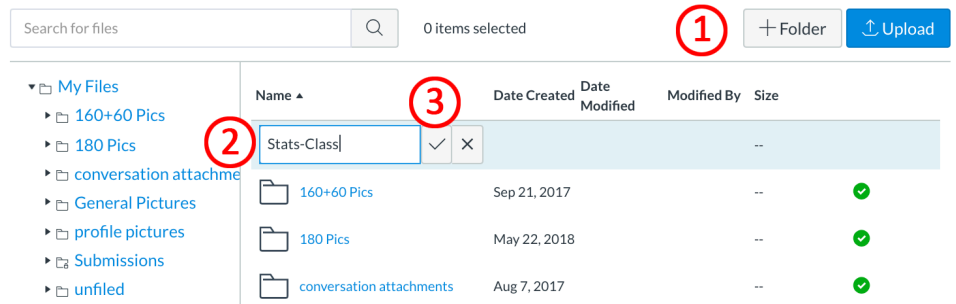 Search for files
0 items selected
1
+ Folder
Upload
My Files
160+60 Pics
180 Pics
conversation attachme
General Pictures
profile pictures
Submissions
unfiled
Name
3
Date Created
Date
Modified
Modified By
Size
2
Stats-Class
--
160+60 Pics
Sep 21, 2017
--
180 Pics
May 22, 2018
--
conversation attachments
Aug 7, 2017
--